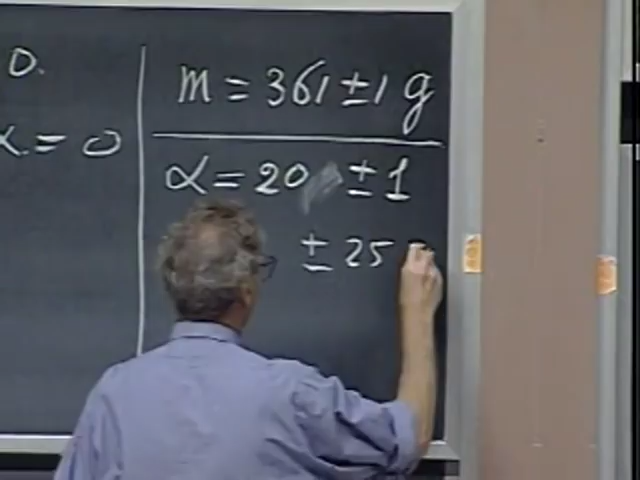 0.
α = 0
m = 361 ± 1 g
α = 20 ± 1
± 25